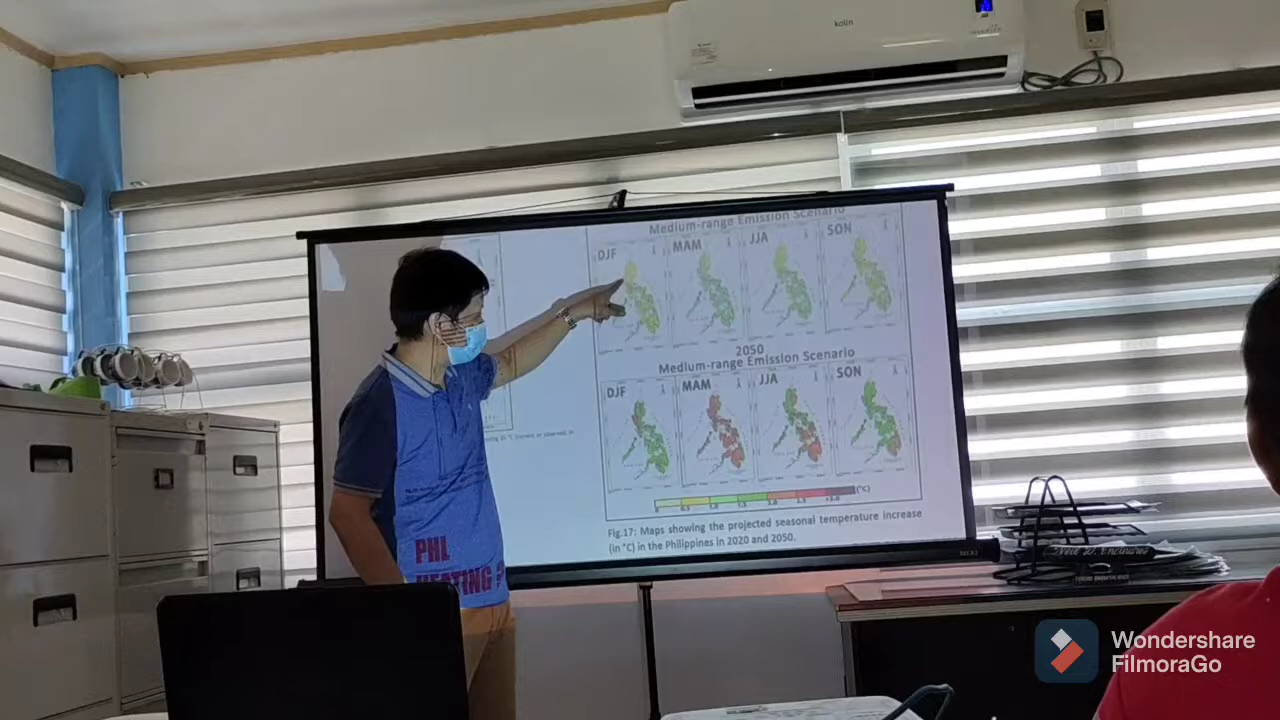 kolin
Medium-range Emission Scenario
DJF
MAM
JJA
SON
2050
Medium-range Emission Scenario
DJF
MAM
JJA
SON
(°C)
Fig.17: Maps showing the projected seasonal temperature increase
(in °C) in the Philippines in 2020 and 2050.
PHL
HEATING
Wondershare
FilmoraGo